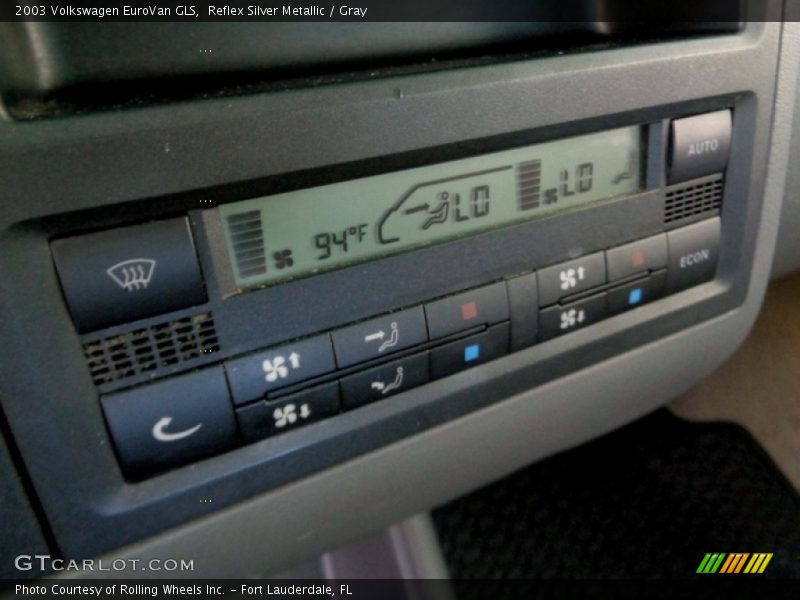 2003 Volkswagen EuroVan GLS,  Reflex Silver Metallic / Gray
AUTO
94°F LO LO
ECON
GTCARLOT.COM
Photo Courtesy of Rolling Wheels Inc. – Fort Lauderdale, FL